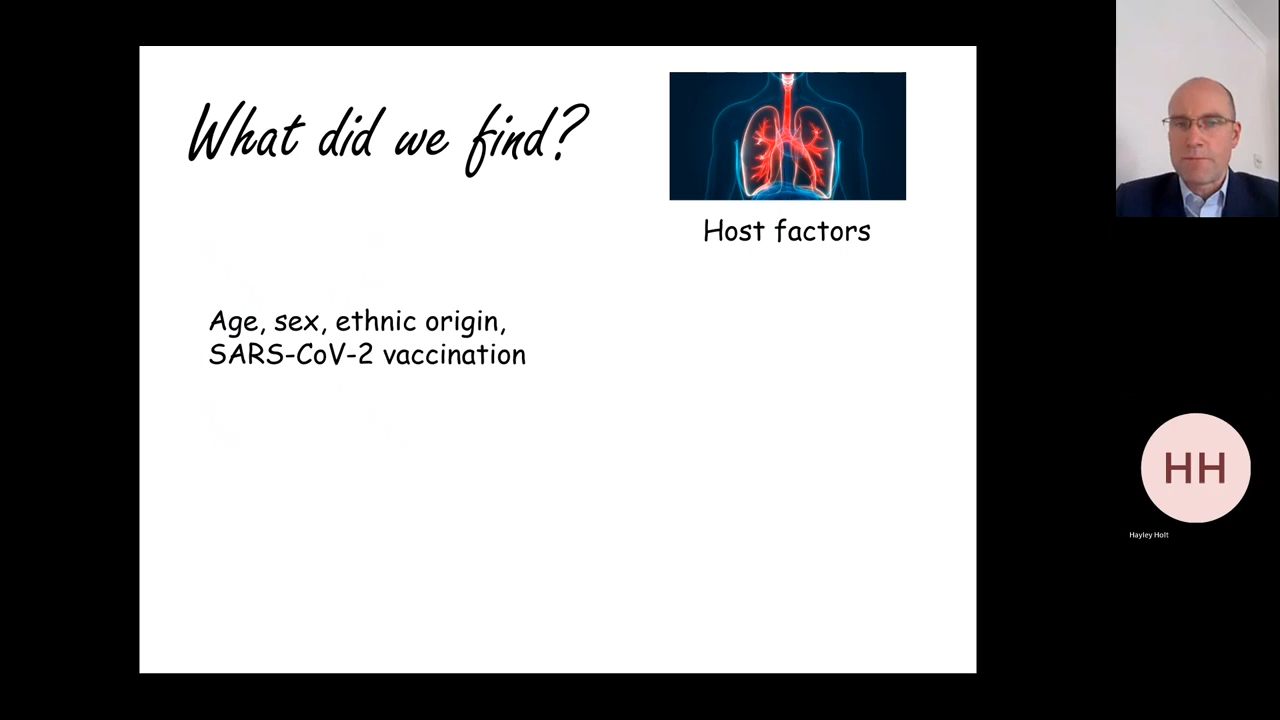 What did we find?
Host factors
Age, sex, ethnic origin,
SARS-CoV-2 vaccination
HH
Hayley Holt